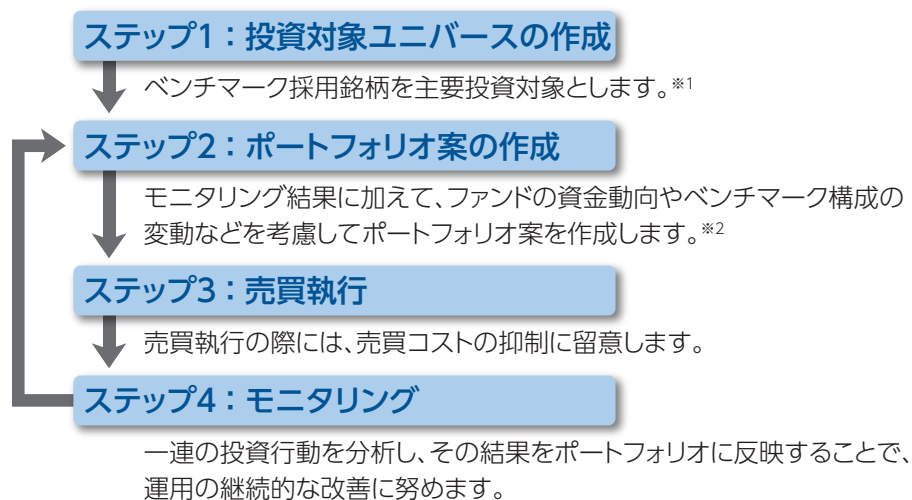 ステップ1：投資対象ユニバースの作成
ベンチマーク採用銘柄を主要投資対象とします。※1
ステップ2：ポートフォリオ案の作成
モニタリング結果に加えて、ファンドの資金動向やベンチマーク構成の
変動などを考慮してポートフォリオ案を作成します。※2
ステップ3：売買執行
売買執行の際には、売買コストの抑制に留意します。
ステップ4：モニタリング
一連の投資行動を分析し、その結果をポートフォリオに反映することで、
運用の継続的な改善に努めます。